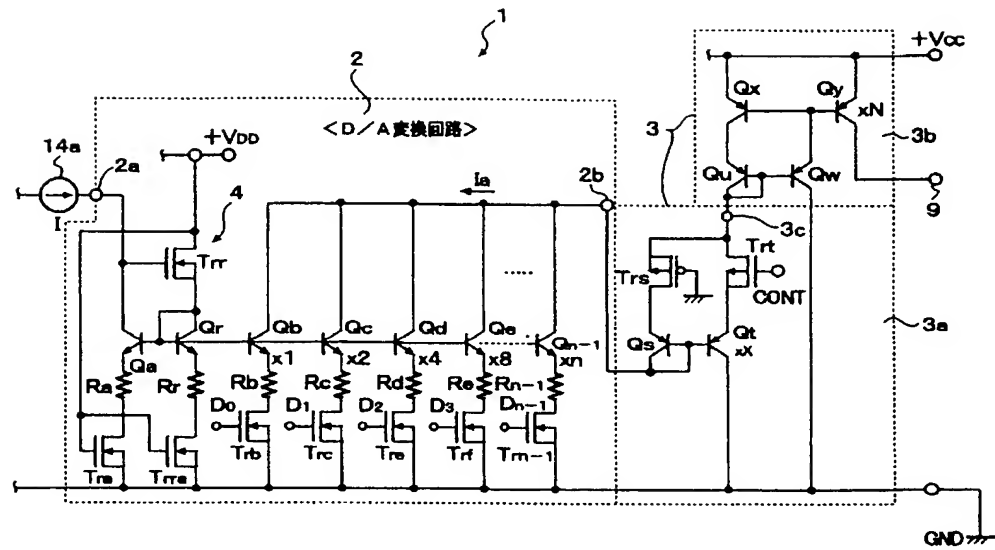 1
+Vcc
2
3
Qx
Qy
xN
3b
<D/A変換回路>
+VDD
14a
2a
I
4
Ia
2b
Qu
Qw
9
3c
Trr
Trs
Trt
CONT
3a
Qr
Qb
Qc
Qd
Qe
Qn-1
Qs
Qt
xX
Qa
x1
x2
x4
x8
xn
Ra
Rr
Rb
Rc
Rd
Re
Rn-1
D0
D1
D2
D3
Dn-1
Trb
Trc
Tre
Trf
Trn-1
Tra
Trra
GND